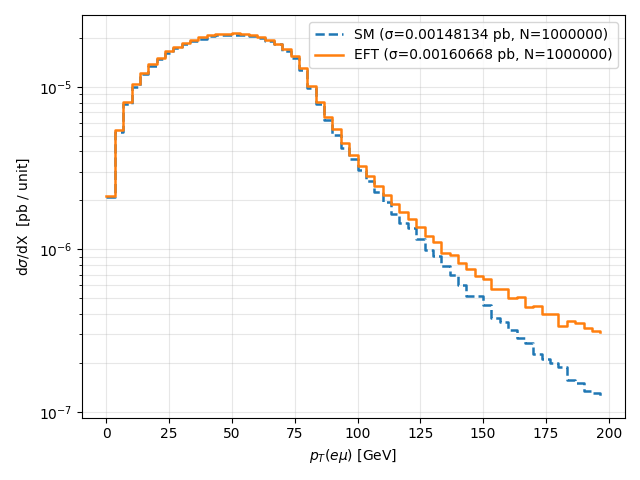 SM (σ=0.00148134 pb, N=1000000)
EFT (σ=0.00160668 pb, N=1000000)
dσ/dX [pb / unit]
10⁻⁵
10⁻⁶
10⁻⁷
0 25 50 75 100 125 150 175 200
p_T(eμ) [GeV]